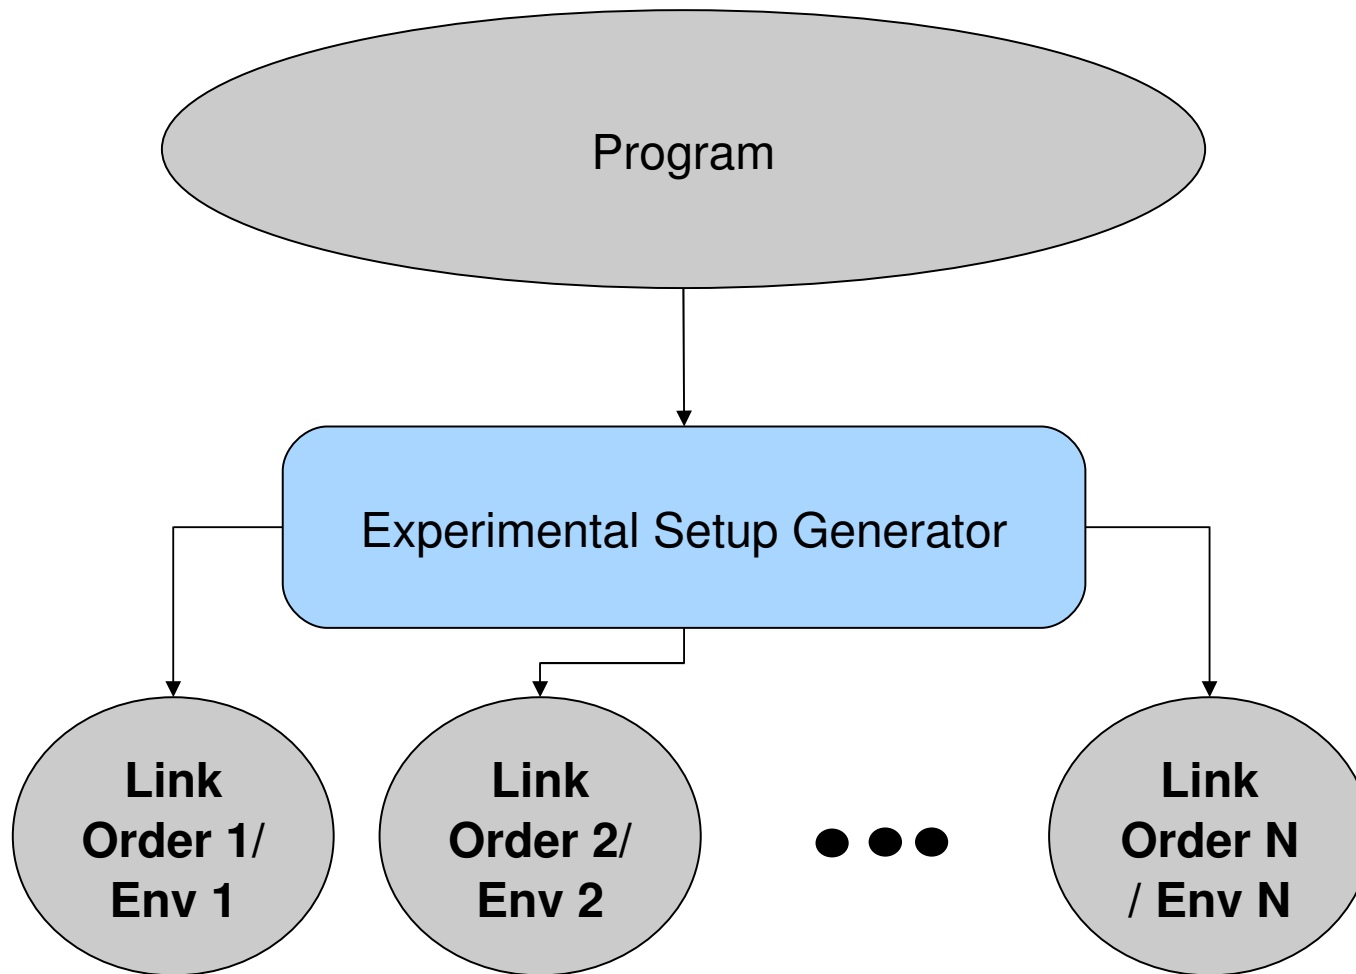 Program
Experimental Setup Generator
Link
Order 1/
Env 1
Link
Order 2/
Env 2
Link
Order N
/ Env N